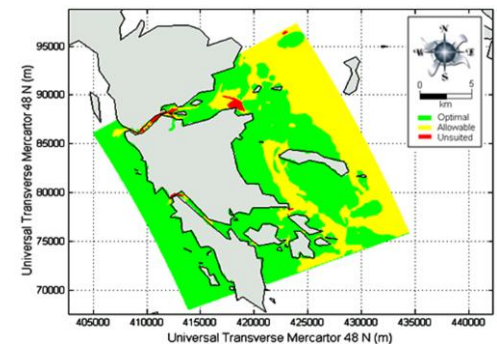 95000
90000
85000
80000
75000
70000
405000 410000 415000 420000 425000 430000 435000 440000
Universal Transverse Mercartor 48 N (m)
Universal Transverse Mercartor 48 N (m)
N
W E
S
0 5
km
Optimal
Allowable
Unsuited